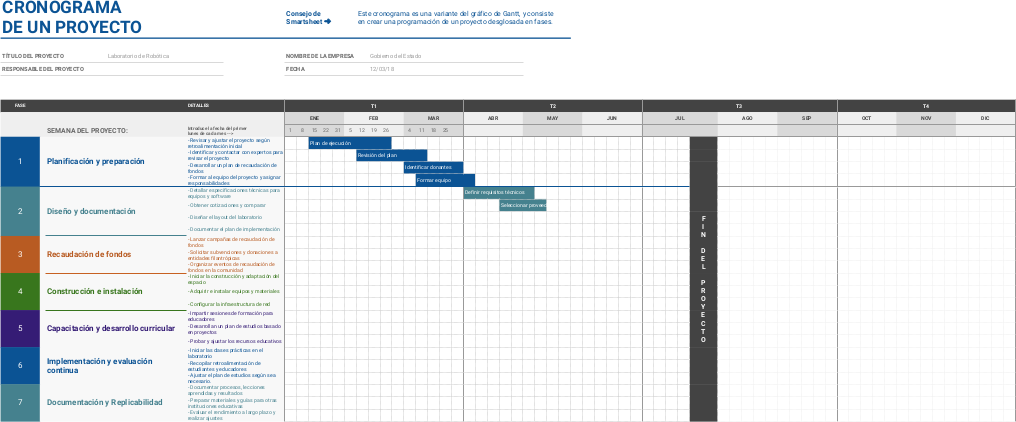 CRONOGRAMA
DE UN PROYECTO
Consejo de
Smartsheet ➜
Este cronograma es una variante del gráfico de Gantt, y consiste
en crear una programación de un proyecto desglosada en fases.
TÍTULO DEL PROYECTO Laboratorio de Robótica
NOMBRE DE LA EMPRESA Gobierno del Estado
RESPONSABLE DEL PROYECTO
FECHA 12/03/18
FASE DETALLES T1 T2 T3 T4
ENE FEB MAR ABR MAY JUN JUL AGO SEP OCT NOV DIC
SEMANA DEL PROYECTO:
Introduzca la fecha del primer
lunes de cada mes -->
1 8 15 22 31 5 12 19 26 4 11 18 25
1 Planificación y preparación
- Revisar y ajustar el proyecto según
retroalimentación inicial
- Identificar y contactar con expertos para
revisar el proyecto
- Desarrollar un plan de recaudación de
fondos
- Formar al equipo del proyecto y asignar
responsabilidades
Plan de ejecución
Revisión del plan
Identificar donantes
Formar equipo
2 Diseño y documentación
- Detallar especificaciones técnicas para
equipos y software
- Obtener cotizaciones y comparar
- Diseñar el layout del laboratorio
- Documentar el plan de implementación
Definir requisitos técnicos
Seleccionar provee
3 Recaudación de fondos
- Lanzar campañas de recaudación de
fondos
- Solicitar subvenciones y donaciones a
entidades filantrópicas
- Organizar eventos de recaudación de
fondos en la comunidad
4 Construcción e instalación
- Iniciar la construcción y adaptación del
espacio
- Adquirir e instalar equipos y materiales
- Configurar la infraestructura de red
5 Capacitación y desarrollo curricular
- Impartir sesiones de formación para
educadores
- Desarrollar un plan de estudios basado
en proyectos
- Probar y ajustar los recursos educativos
6 Implementación y evaluación
continua
- Iniciar las clases prácticas en el
laboratorio
- Recopilar retroalimentación de
estudiantes y educadores
- Ajustar el plan de estudios según sea
necesario.
7 Documentación y Replicabilidad
- Documentar procesos, lecciones
aprendidas y resultados
- Preparar materiales y guías para otras
instituciones educativas
- Evaluar el rendimiento a largo plazo y
realizar ajustes
FIN DEL PROYECTO